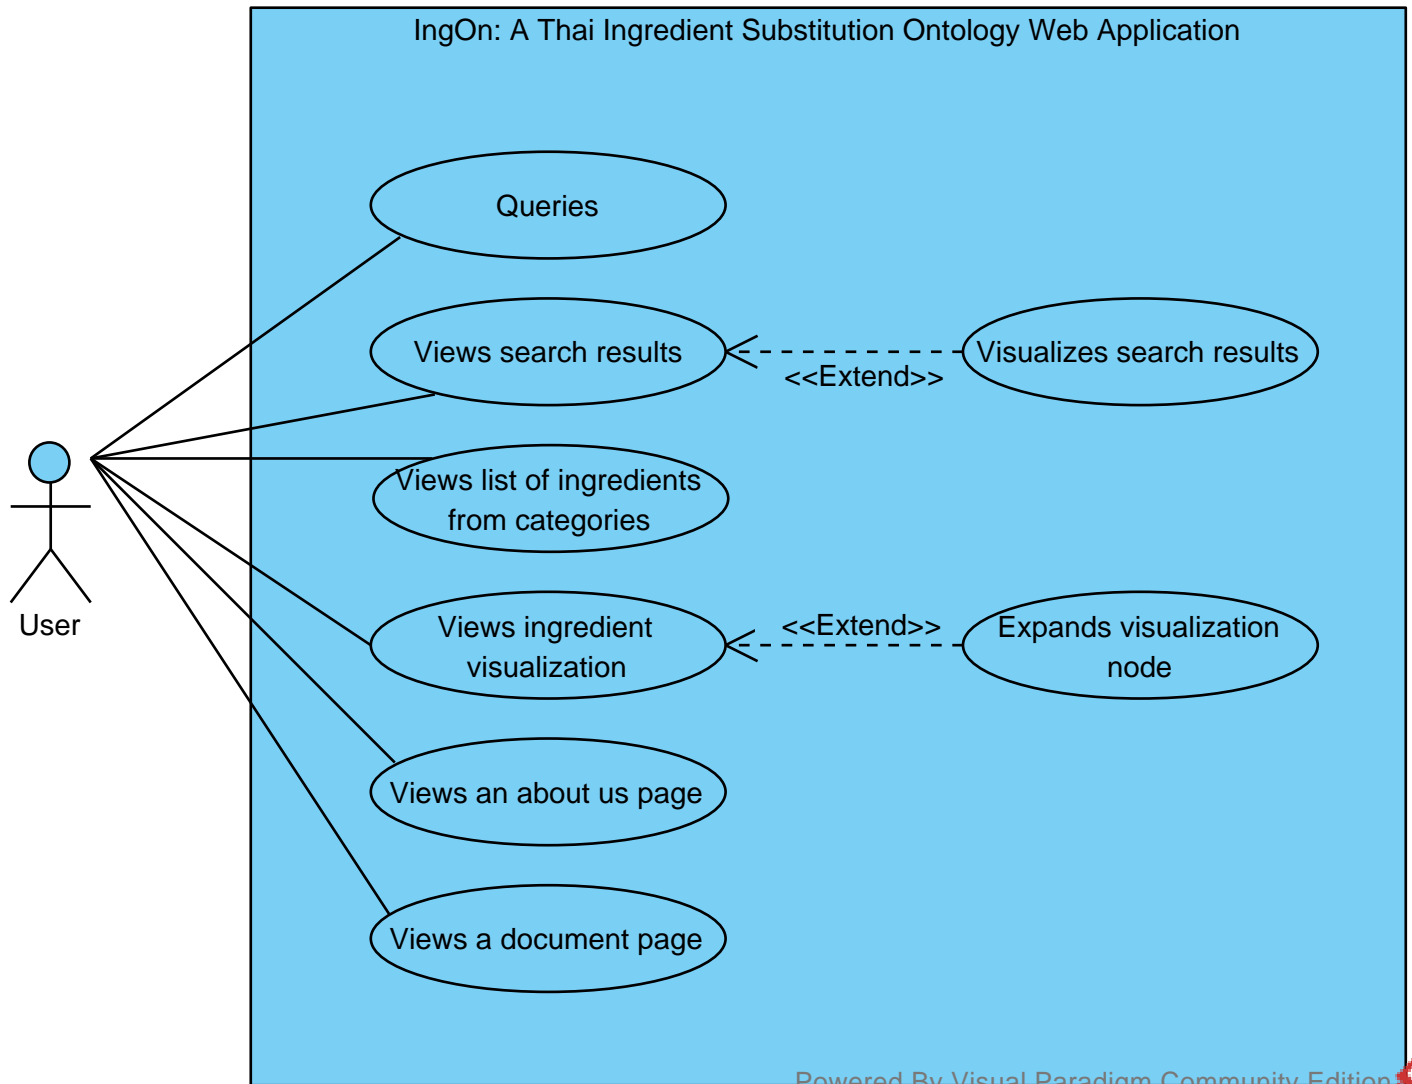 IngOn: A Thai Ingredient Substitution Ontology Web Application
Queries
Views search results
<<Extend>>
Visualizes search results
Views list of ingredients
from categories
User
Views ingredient
visualization
<<Extend>>
Expands visualization
node
Views an about us page
Views a document page
Powered By Visual Paradigm Community Edition